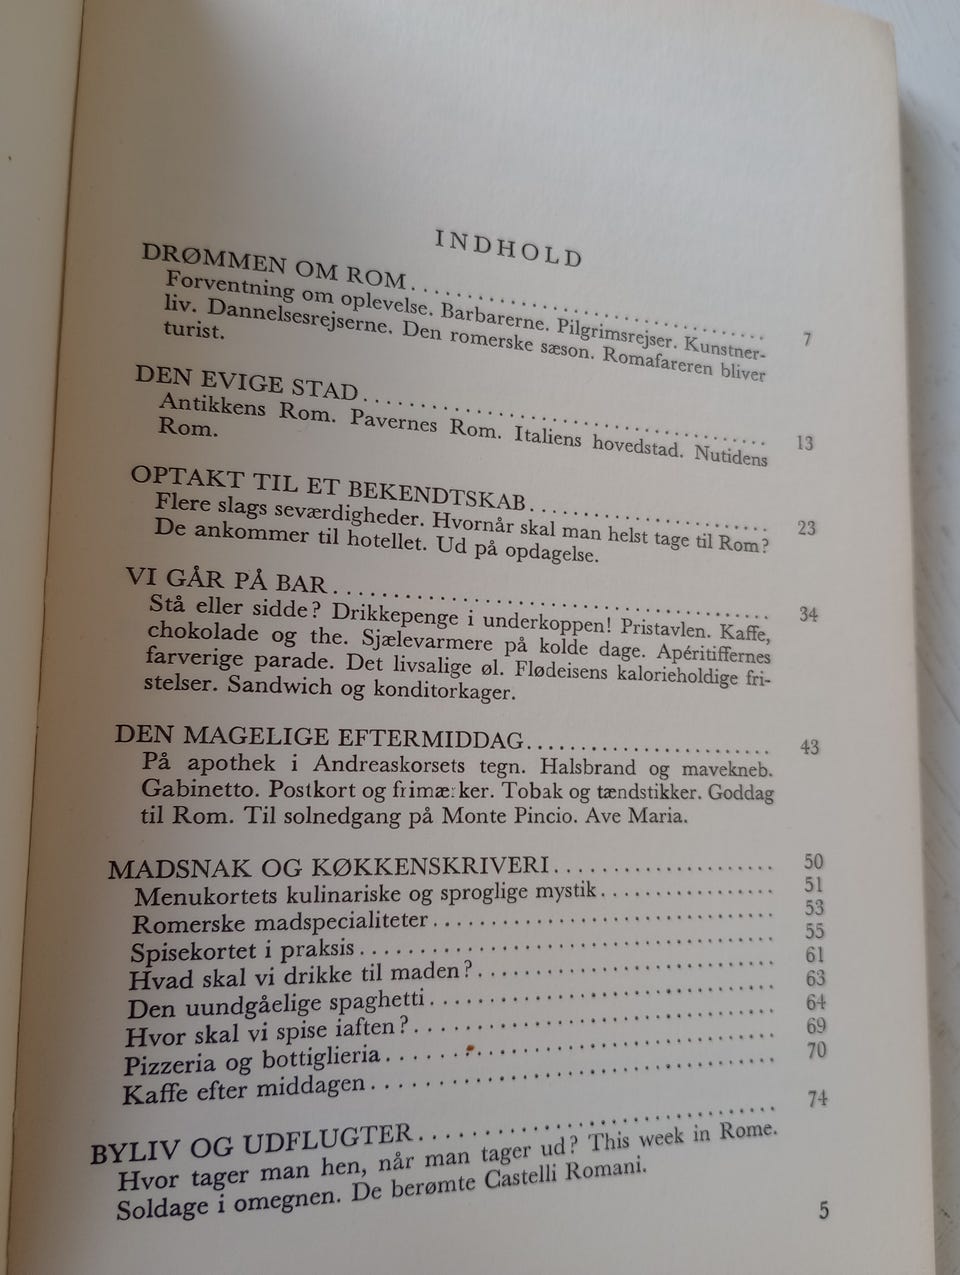 INDHOLD
DRØMMEN OM ROM........................ 7
Forventning om oplevelse. Barbarerne. Pilgrimsrejser. Kunstner-
liv. Dannelsesrejserne. Den romerske sæson. Romafareren bliver
turist.
DEN EVIGE STAD........................ 13
Antikkens Rom. Pavernes Rom. Italiens hovedstad. Nutidens
Rom.
OPTAKT TIL ET BEKENDTSKAB........................ 23
Flere slags seværdigheder. Hvornår skal man helst tage til Rom?
De ankommer til hotellet. Ud på opdagelse.
VI GÅR PÅ BAR........................ 34
Stå eller sidde? Drikkepenge i underkoppen! Pristavlen. Kaffe,
chokolade og the. Sjælevarmere på kolde dage. Apéritiffernes
farverige parade. Det livsalige øl. Flødeisens kalorieholdige fri-
stelser. Sandwich og konditorkager.
DEN MAGELIGE EFTERMIDDAG........................ 43
På apothek i Andreaskorsets tegn. Halsbrand og mavekneb.
Gabinetto. Postkort og frimærker. Tobak og tændstikker. Goddag
til Rom. Til solnedgang på Monte Pincio. Ave Maria.
MADSNAK OG KØKKENSKRIVERI........................ 50
Menukortets kulinariske og sproglige mystik........................ 51
Romerske madspecialiteter........................ 53
Spisekortet i praksis........................ 55
Hvad skal vi drikke til maden?........................ 61
Den uundgåelige spaghetti........................ 63
Hvor skal vi spise iaften?........................ 64
Pizzeria og bottiglieria........................ 69
Kaffe efter middagen........................ 70
BYLIV OG UDFLUGTER........................ 74
Hvor tager man hen, når man tager ud? This week in Rome.
Soldage i omegnen. De berømte Castelli Romani.
5